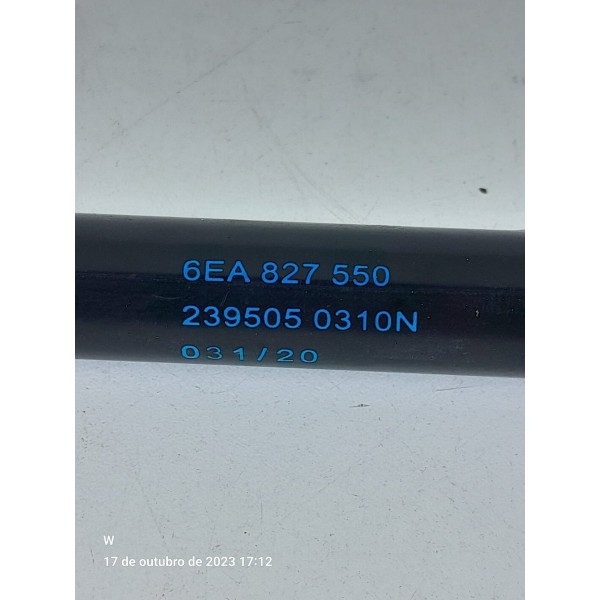 6EA 827 550
239505 0310N
031/20
W
17 de outubro de 2023 17:12